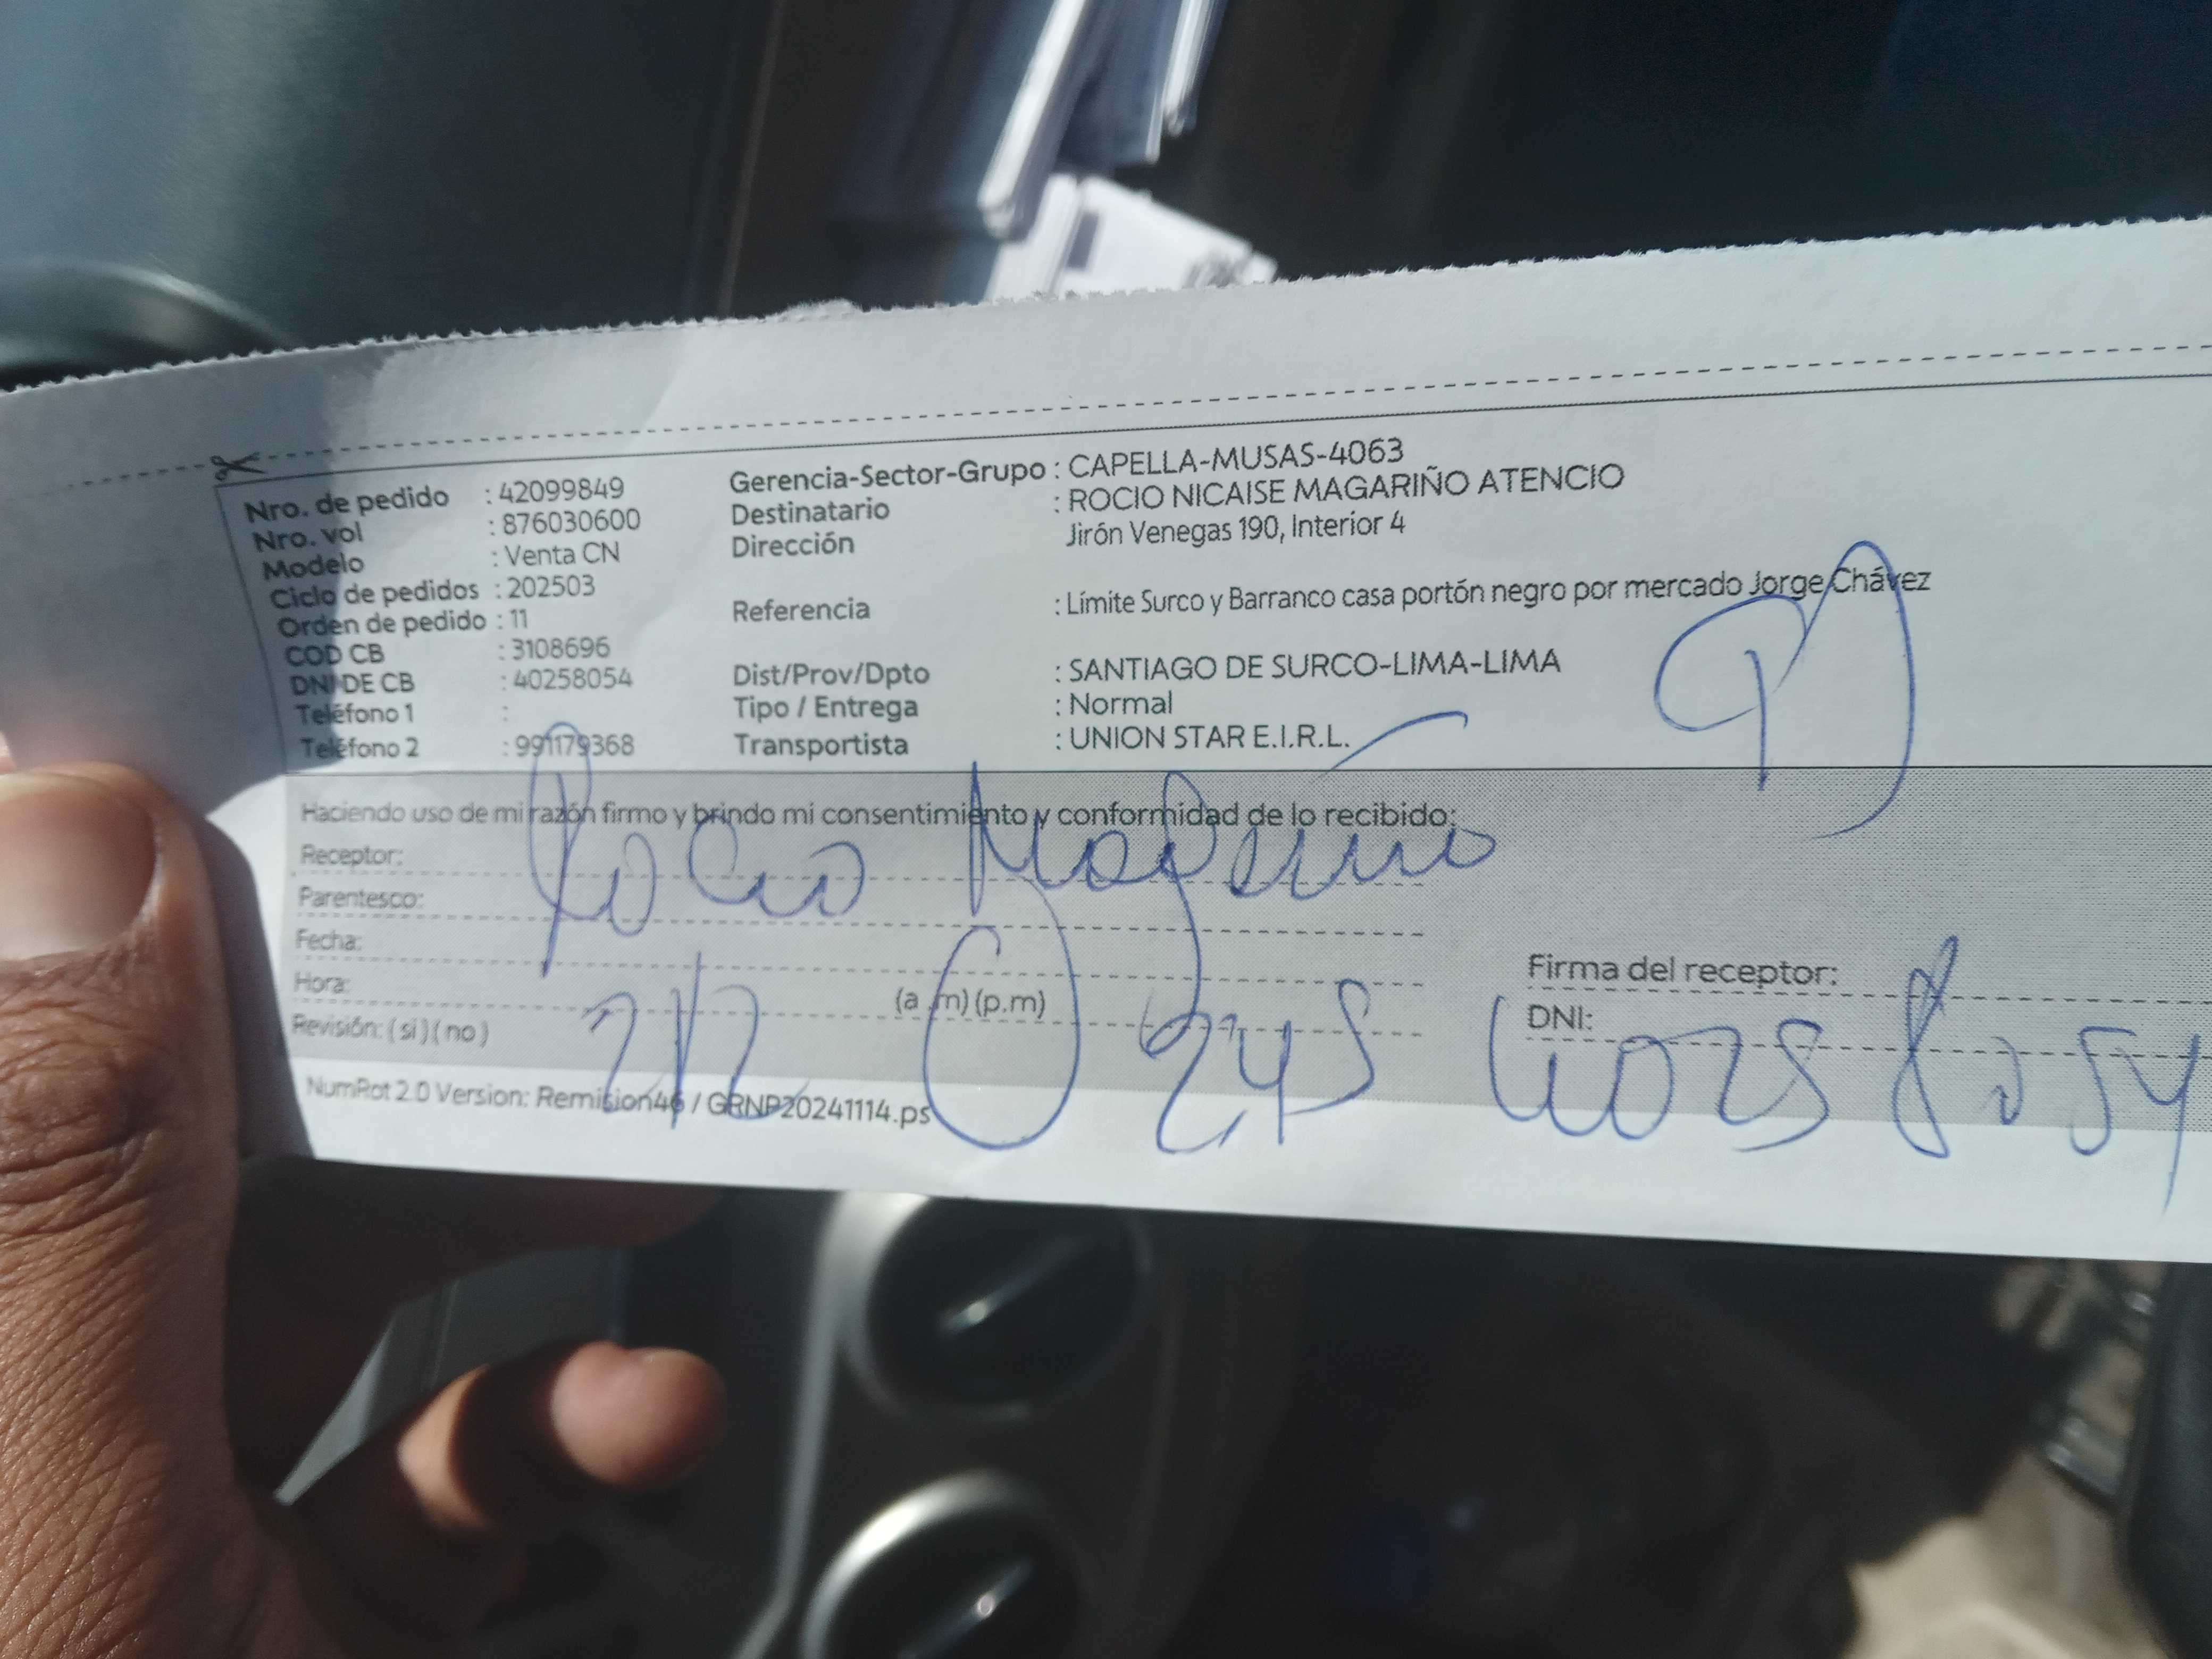 Nro. de pedido : 42099849
Nro. vol : 876030600
Modelo : Venta CN
Ciclo de pedidos : 202503
Orden de pedido : 11
COD CB : 3108696
DNI DE CB : 40258054
Teléfono 1 :
Teléfono 2 : 991179368
Gerencia-Sector-Grupo : CAPELLA-MUSAS-4063
Destinatario : ROCIO NICAISE MAGARIÑO ATENCIO
Dirección Jirón Venegas 190, Interior 4
Referencia : Límite Surco y Barranco casa portón negro por mercado Jorge Chávez
Dist/Prov/Dpto : SANTIAGO DE SURCO-LIMA-LIMA
Tipo / Entrega : Normal
Transportista : UNION STAR E.I.R.L.
Haciendo uso de mi razón firmo y brindo mi consentimiento y conformidad de lo recibido:
Receptor: Rocio Magariño
Parentesco:
Fecha:
Hora: (a .m) (p.m)
Revisión: ( si ) ( no )
Firma del receptor:
DNI: 40258054
NumRot 2.0 Version: Remision46 / GRNP20241114.ps